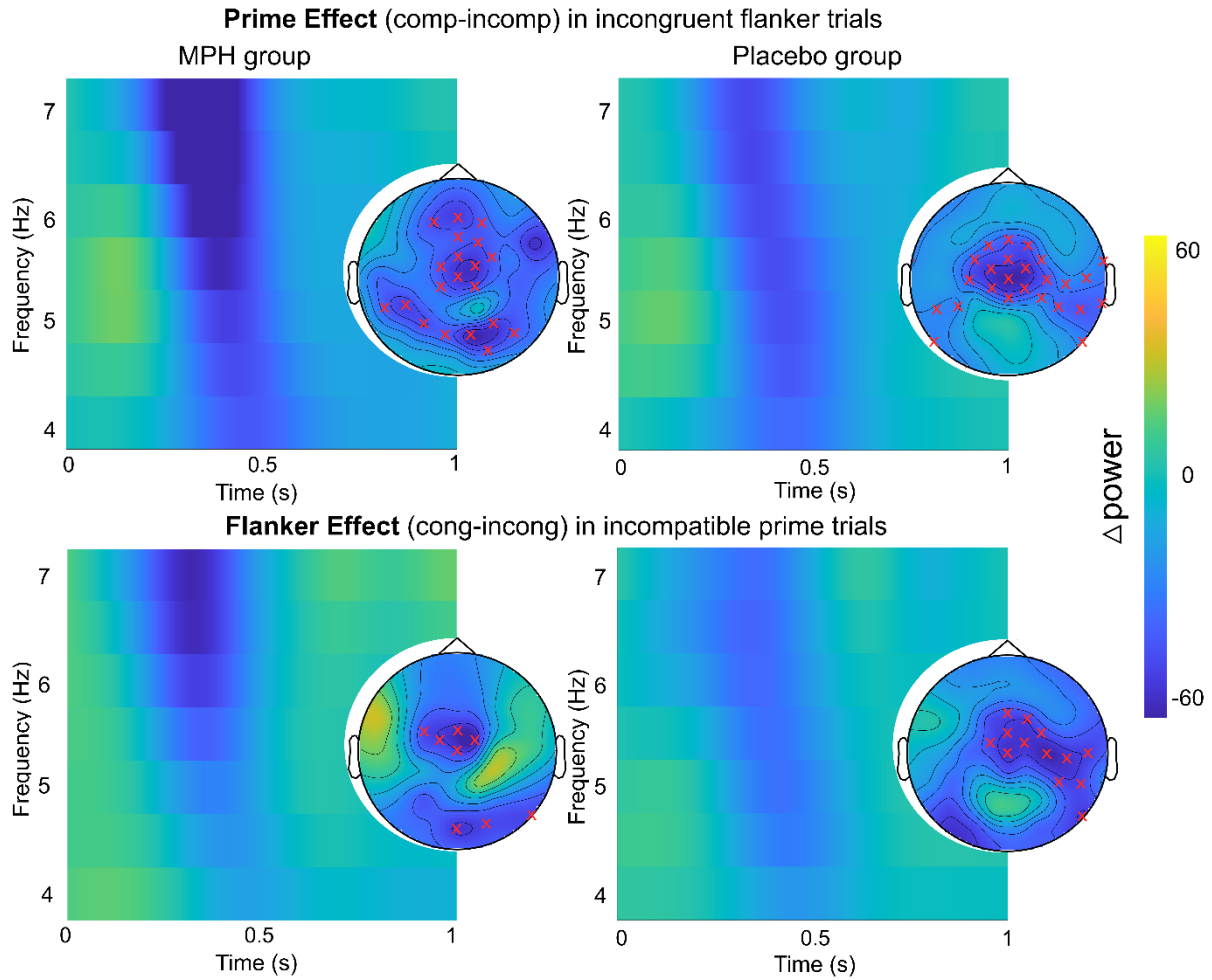 Prime Effect (comp-incomp) in incongruent flanker trials
MPH group
Placebo group
7
6
5
4
Frequency (Hz)
0
0.5
1
Time (s)
7
6
5
4
Frequency (Hz)
0
0.5
1
Time (s)
Flanker Effect (cong-incong) in incompatible prime trials
7
6
5
4
Frequency (Hz)
0
0.5
1
Time (s)
7
6
5
4
Frequency (Hz)
0
0.5
1
Time (s)
60
0
-60
△power